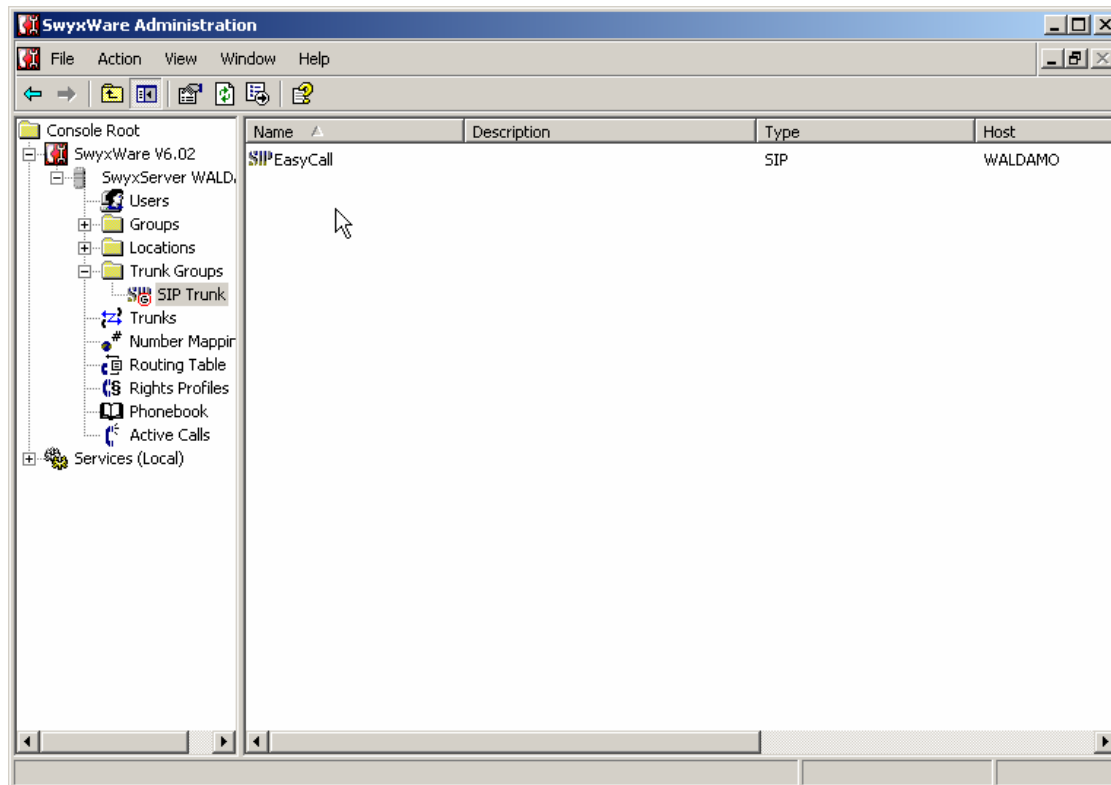 SwyxWare Administration
File Action View Window Help
Console Root
SwyxWare V6.02
SwyxServer WALD
Users
Groups
Locations
Trunk Groups
SIP Trunk
Trunks
Number Mappin
Routing Table
Rights Profiles
Phonebook
Active Calls
Services (Local)
Name Description Type Host
SIP EasyCall SIP WALDAMO